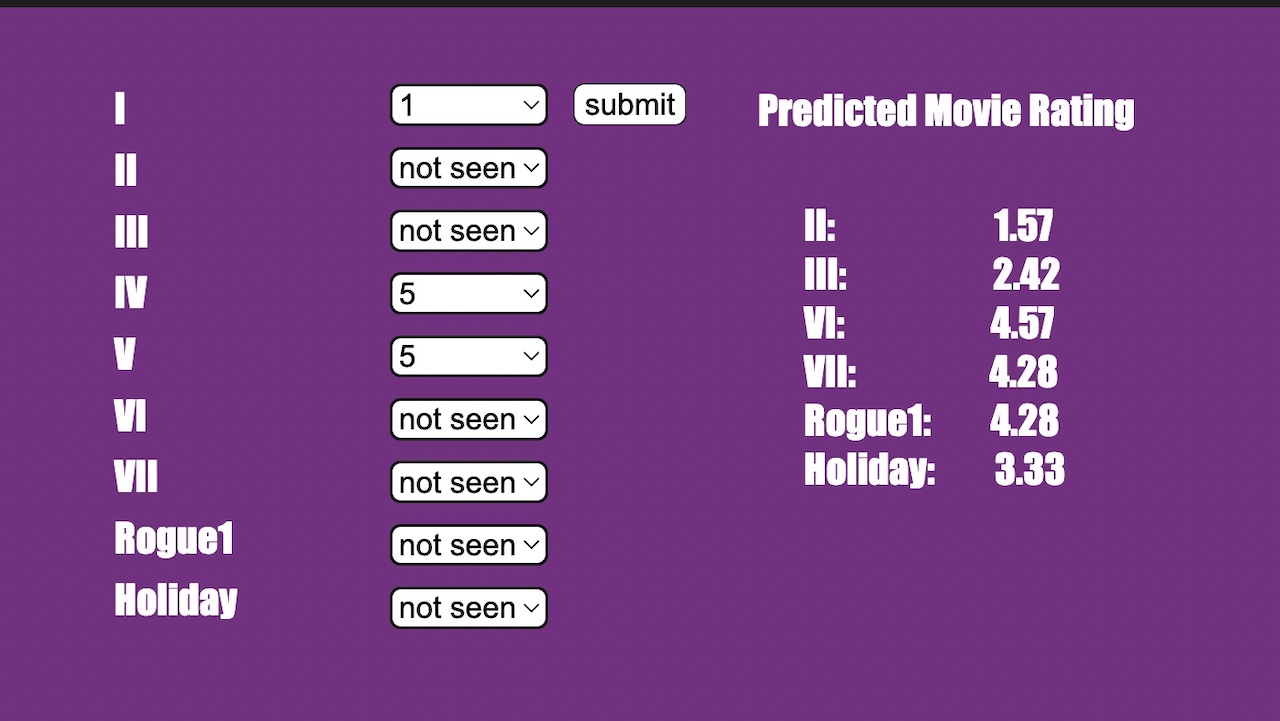 I 1 submit Predicted Movie Rating
II not seen
III not seen
IV 5
V 5
VI not seen
VII not seen
Rogue1 not seen
Holiday not seen
II: 1.57
III: 2.42
VI: 4.57
VII: 4.28
Rogue1: 4.28
Holiday: 3.33